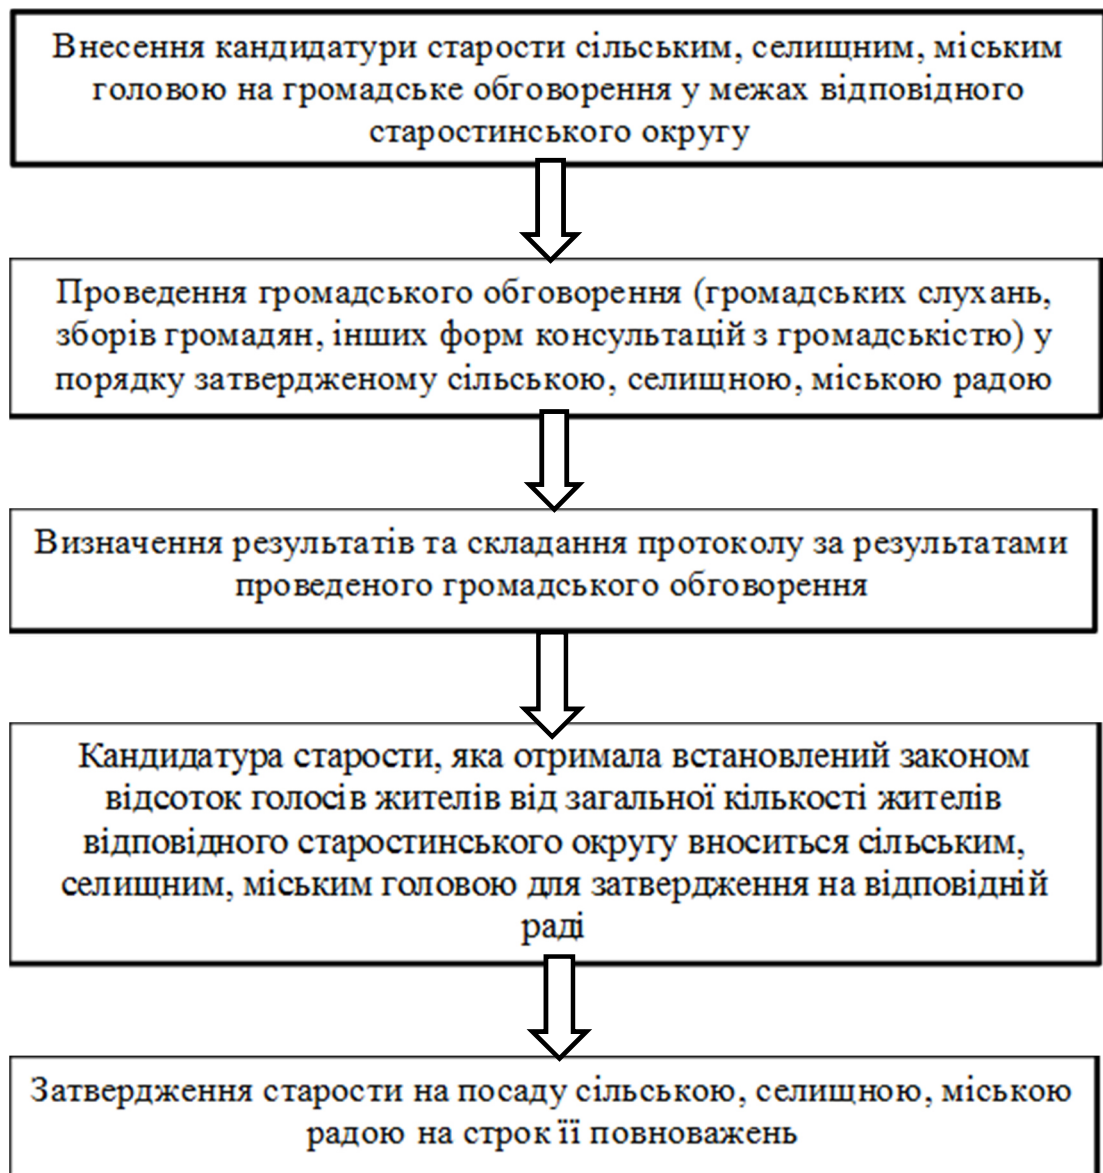 Внесення кандидатури старости сільським, селищним, міським
головою на громадське обговорення у межах відповідного
старостинського округу
Проведення громадського обговорення (громадських слухань,
зборів громадян, інших форм консультацій з громадськістю) у
порядку затвердженому сільською, селищною, міською радою
Визначення результатів та складання протоколу за результатами
проведеного громадського обговорення
Кандидатура старости, яка отримала встановлений законом
відсоток голосів жителів від загальної кількості жителів
відповідного старостинського округу вноситься сільським,
селищним, міським головою для затвердження на відповідній
раді
Затвердження старости на посаду сільською, селищною, міською
радою на строк її повноважень